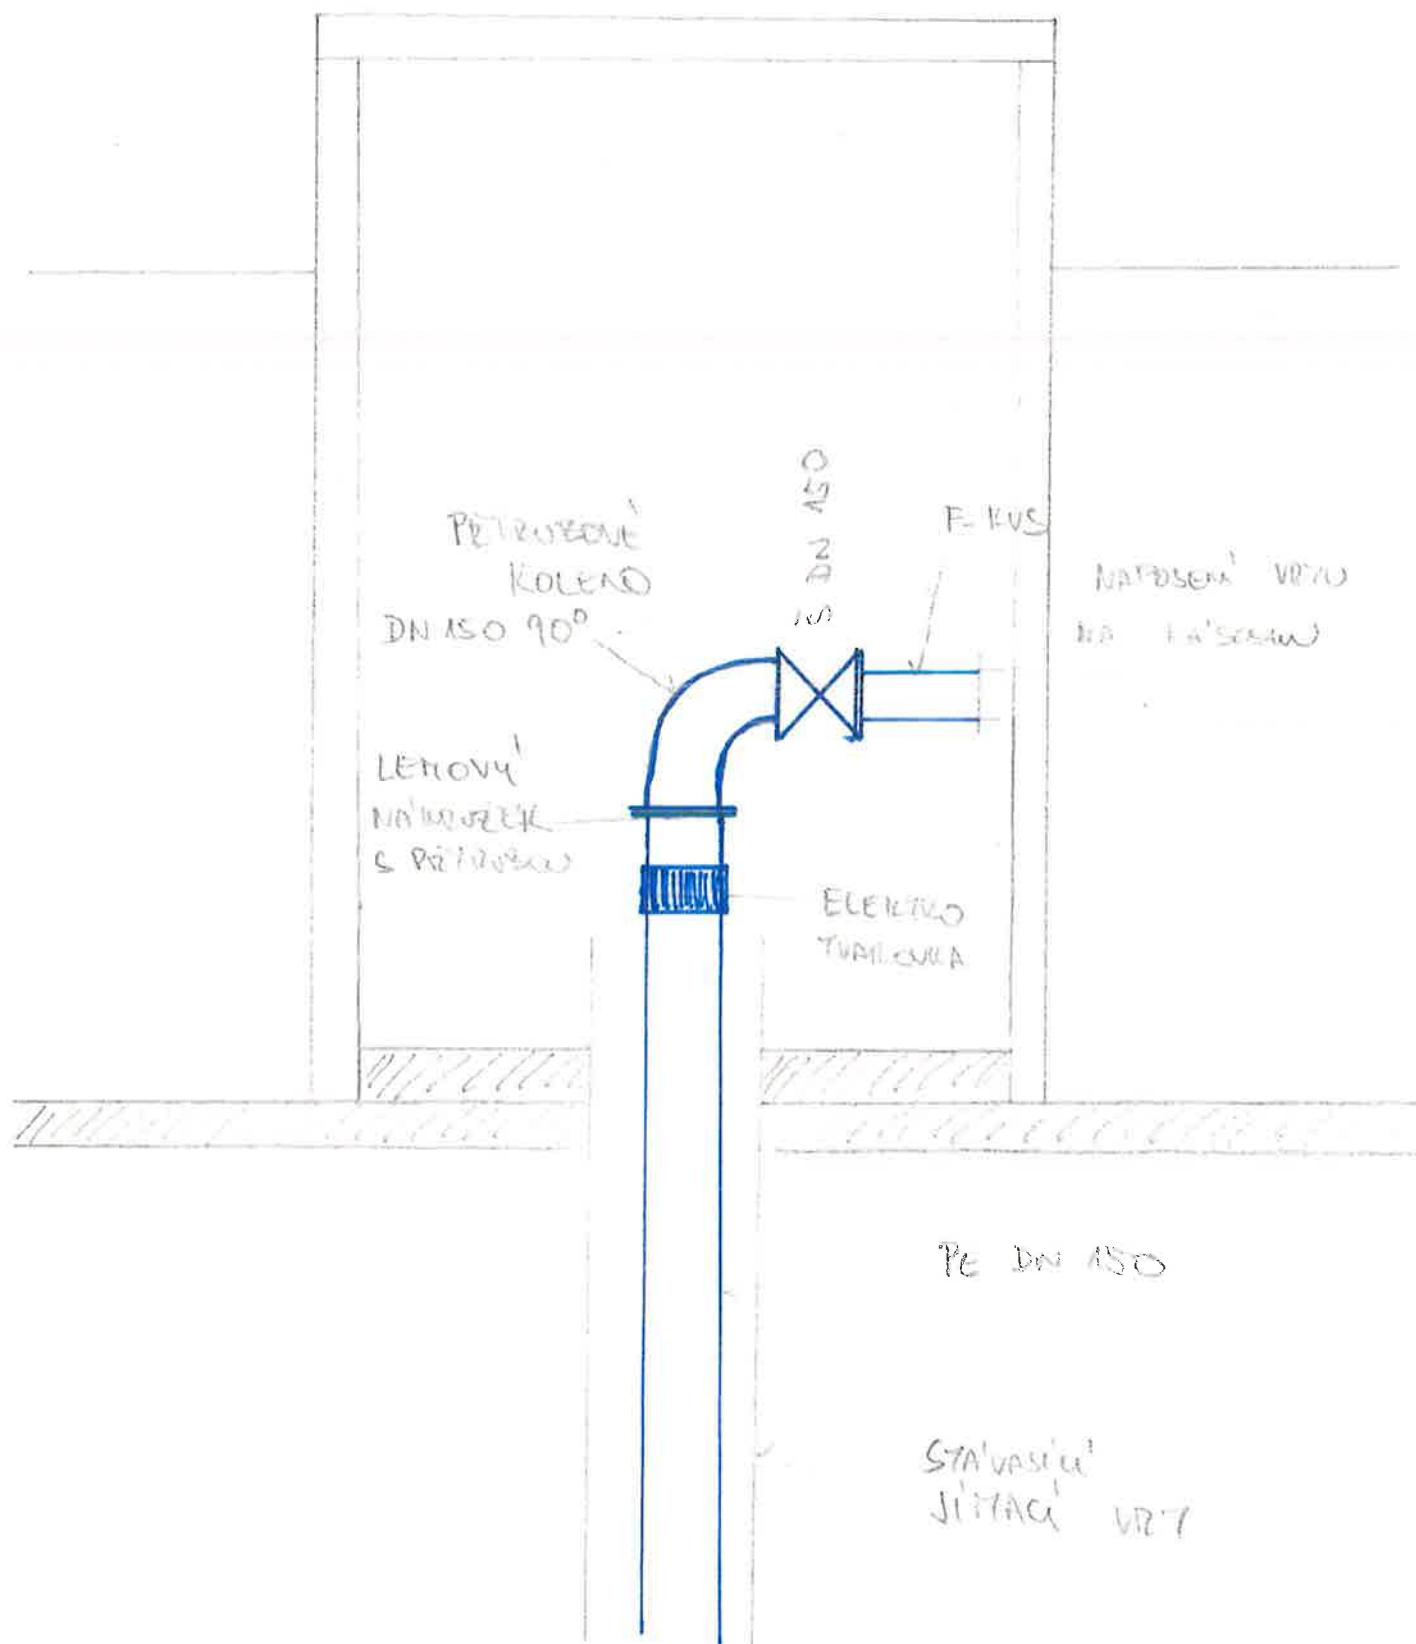 PŘÍRUBOVÉ
KOLENO
DN 150 90°
ŠA DN 150
F-KUS
NAPOJENÍ VRTU
NA
LEMOVÝ
NÁKRUŽEK
S PŘÍRUBOU
ELEKTRO
TVAROVKA
PE DN 150
STÁVAJÍCÍ
JÍMACÍ VRT